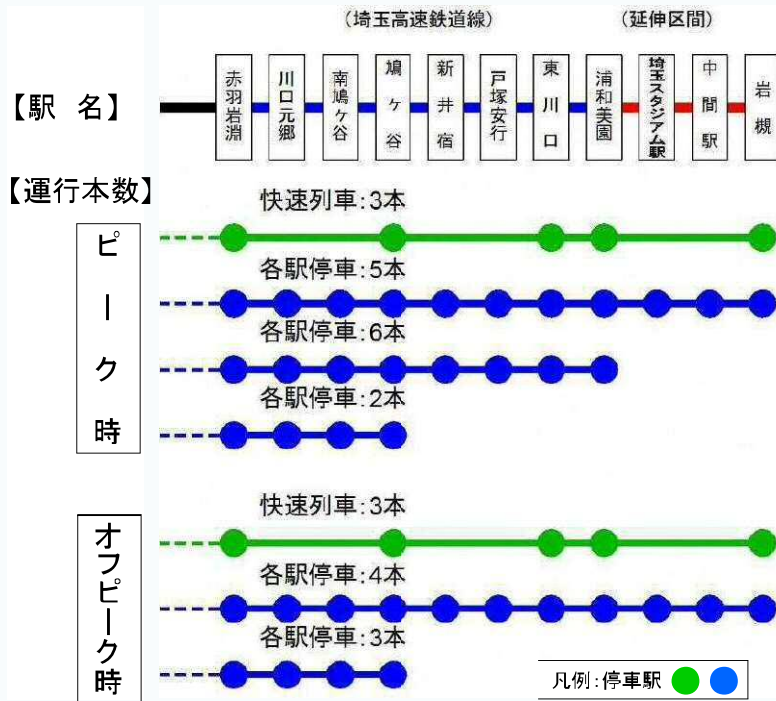 （埼玉高速鉄道線）
（延伸区間）
【駅 名】
赤羽岩淵
川口元郷
南鳩ヶ谷
鳩ヶ谷
新井宿
戸塚安行
東川口
浦和美園
埼玉スタジアム駅
中間駅
岩槻
【運行本数】
ピーク時
快速列車：3本
各駅停車：5本
各駅停車：6本
各駅停車：2本
オフピーク時
快速列車：3本
各駅停車：4本
各駅停車：3本
凡例：停車駅